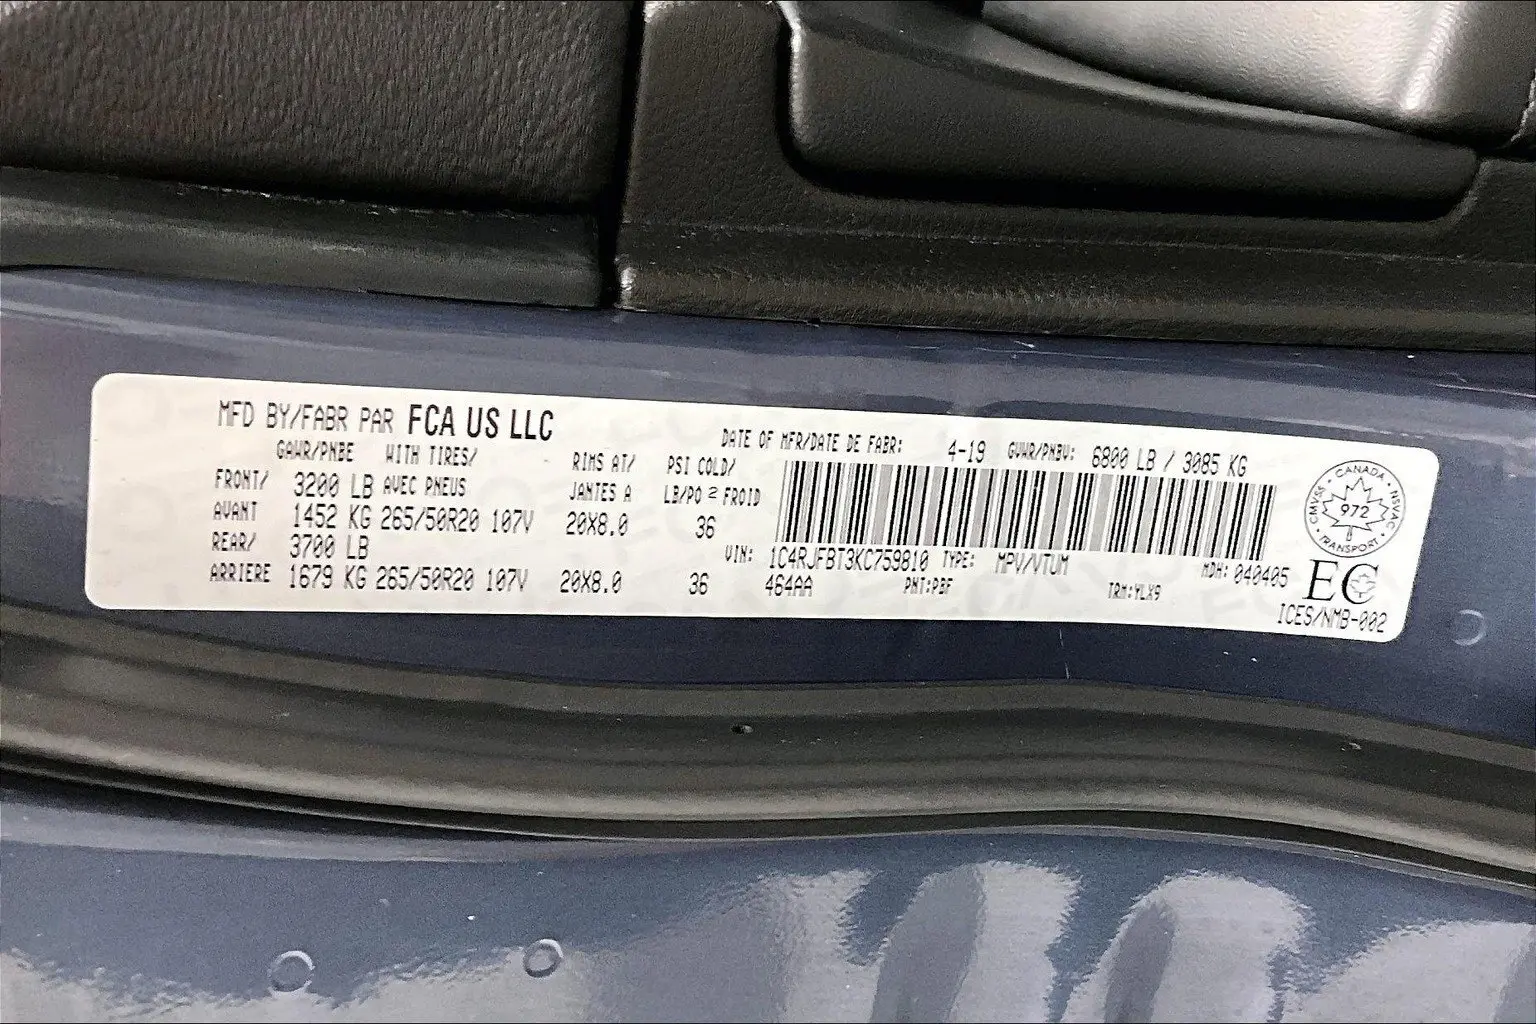 MFD BY/FABR PAR FCA US LLC
DATE OF MFR/DATE DE FABR: 4-19 GVWR/PNBV: 6800 LB / 3085 KG
GAWR/PNBE WITH TIRES/ RIMS AT/ PSI COLD/
FRONT/ 3200 LB AVEC PNEUS JANTES A LB/PO² FROID
AVANT 1452 KG 265/50R20 107V 20X8.0 36
REAR/ 3700 LB
ARRIERE 1679 KG 265/50R20 107V 20X8.0 36
VIN: 1C4RJFBT3KC759810 TYPE: MPV/VTUM MDH: 040405
464AA PNT:PBF TRM:YLX9
CANADA
CMVSS 972 NSVAC
TRANSPORT
EC
ICES/NMB-002